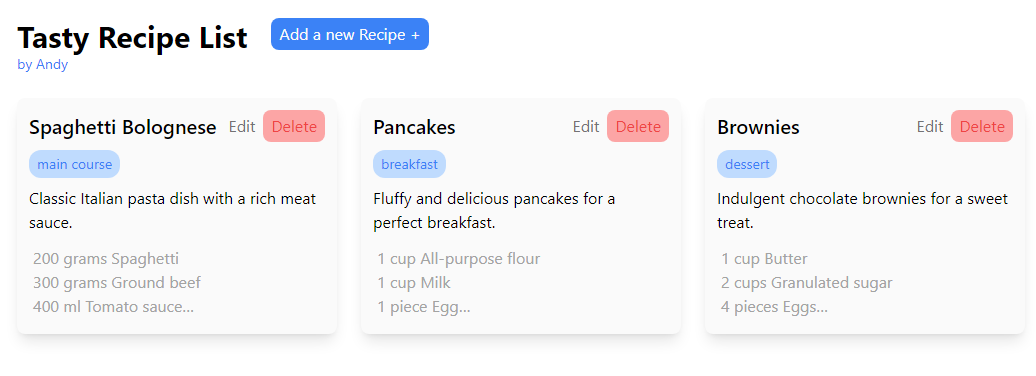 Tasty Recipe List
Add a new Recipe +
by Andy
Spaghetti Bolognese
Edit
Delete
main course
Classic Italian pasta dish with a rich meat
sauce.
200 grams Spaghetti
300 grams Ground beef
400 ml Tomato sauce...
Pancakes
Edit
Delete
breakfast
Fluffy and delicious pancakes for a
perfect breakfast.
1 cup All-purpose flour
1 cup Milk
1 piece Egg...
Brownies
Edit
Delete
dessert
Indulgent chocolate brownies for a sweet
treat.
1 cup Butter
2 cups Granulated sugar
4 pieces Eggs...